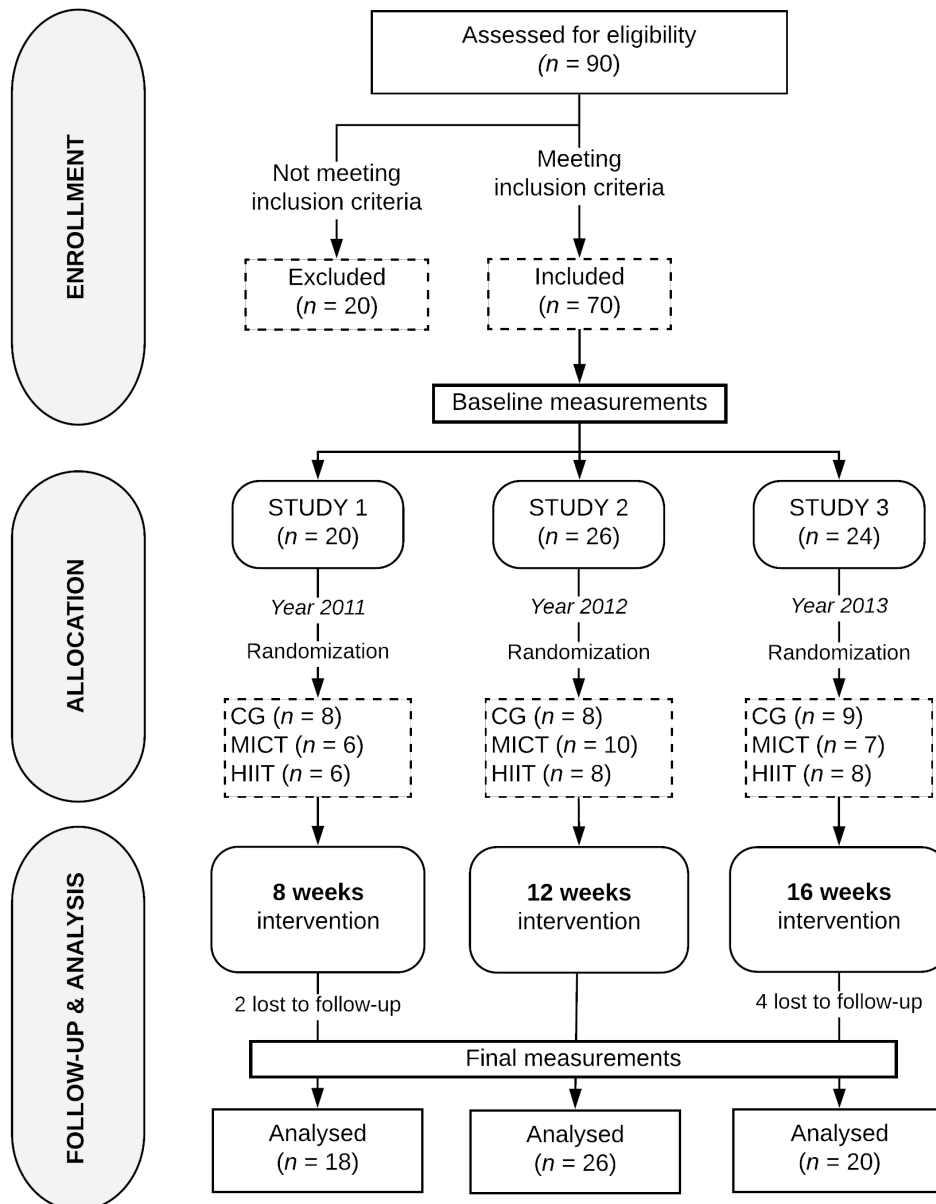 ENROLLMENT
Assessed for eligibility
(n = 90)
Not meeting
inclusion criteria
Meeting
inclusion criteria
Excluded
(n = 20)
Included
(n = 70)
Baseline measurements
ALLOCATION
STUDY 1
(n = 20)
STUDY 2
(n = 26)
STUDY 3
(n = 24)
Year 2011
Year 2012
Year 2013
Randomization
Randomization
Randomization
CG (n = 8)
MICT (n = 6)
HIIT (n = 6)
CG (n = 8)
MICT (n = 10)
HIIT (n = 8)
CG (n = 9)
MICT (n = 7)
HIIT (n = 8)
FOLLOW-UP & ANALYSIS
8 weeks
intervention
12 weeks
intervention
16 weeks
intervention
2 lost to follow-up
4 lost to follow-up
Final measurements
Analysed
(n = 18)
Analysed
(n = 26)
Analysed
(n = 20)